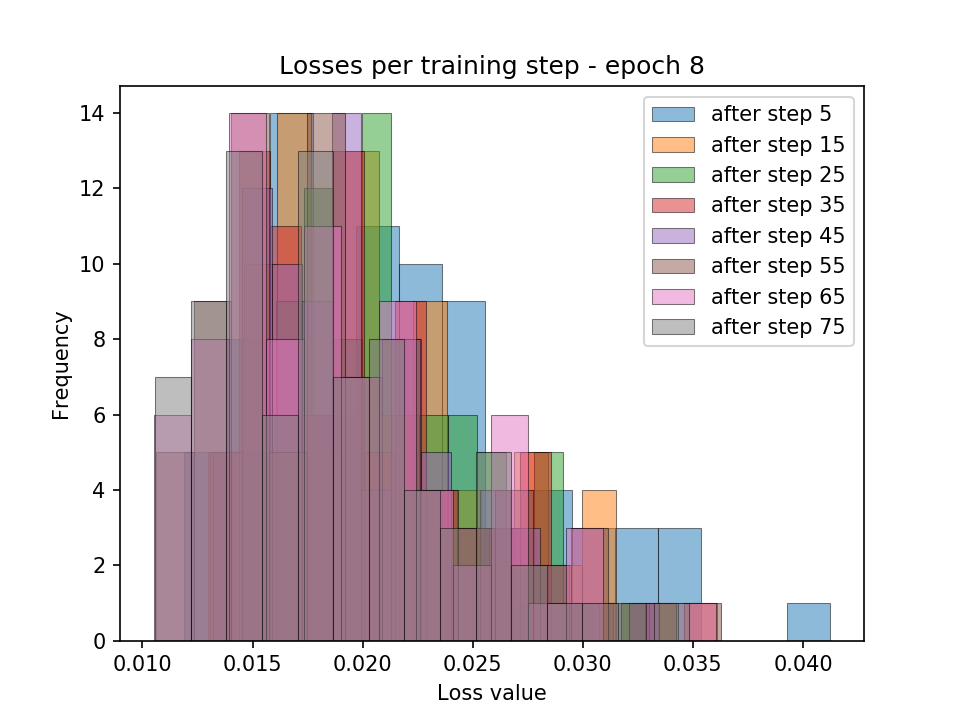 Losses per training step - epoch 8
14
12
10
8
6
4
2
0
Frequency
0.010 0.015 0.020 0.025 0.030 0.035 0.040
Loss value
after step 5
after step 15
after step 25
after step 35
after step 45
after step 55
after step 65
after step 75